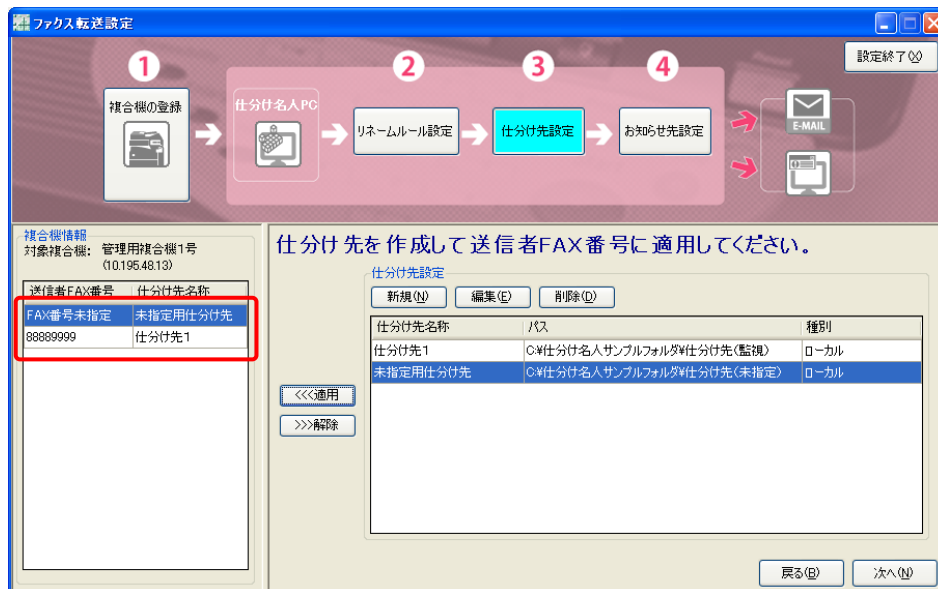 ファクス転送設定
設定終了(X)
1
2
3
4
複合機の登録
仕分け名人PC
リネームルール設定
仕分け先設定
お知らせ先設定
E-MAIL
複合機情報
対象複合機: 管理用複合機1号
(10.195.48.13)
送信者FAX番号 仕分け先名称
FAX番号未指定 未指定用仕分け先
88889999 仕分け先1
仕分け先を作成して送信者FAX番号に適用してください。
仕分け先設定
新規(N) 編集(E) 削除(D)
仕分け先名称 パス 種別
仕分け先1 C:¥仕分け名人サンプルフォルダ¥仕分け先(監視) ローカル
未指定用仕分け先 C:¥仕分け名人サンプルフォルダ¥仕分け先(未指定) ローカル
<<<適用
>>>解除
戻る(B) 次へ(N)